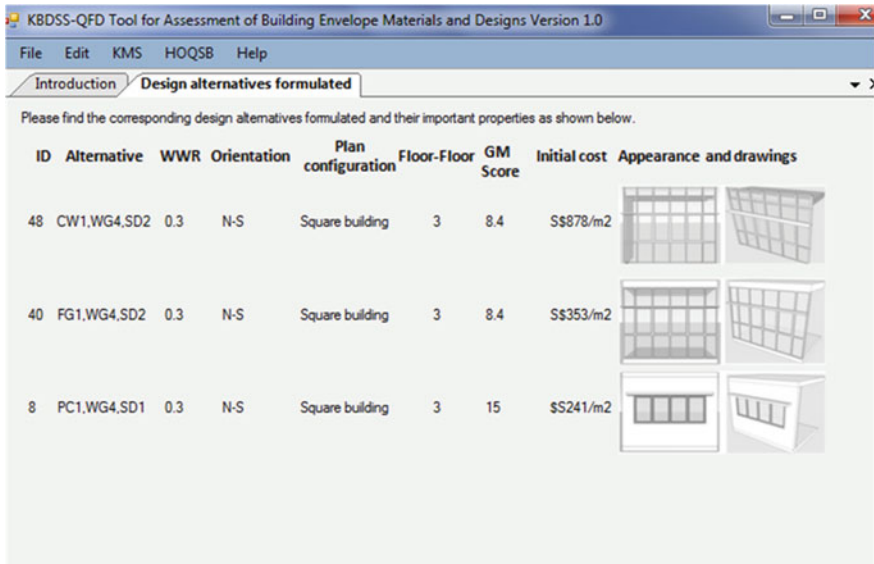 KBDSS-QFD Tool for Assessment of Building Envelope Materials and Designs Version 1.0
File Edit KMS HOQSB Help
Introduction Design alternatives formulated
Please find the corresponding design alternatives formulated and their important properties as shown below.
ID Alternative WWR Orientation Plan configuration Floor-Floor GM Score Initial cost Appearance and drawings
48 CW1,WG4,SD2 0.3 N-S Square building 3 8.4 S$878/m2
40 FG1,WG4,SD2 0.3 N-S Square building 3 8.4 S$353/m2
8 PC1,WG4,SD1 0.3 N-S Square building 3 15 $S241/m2